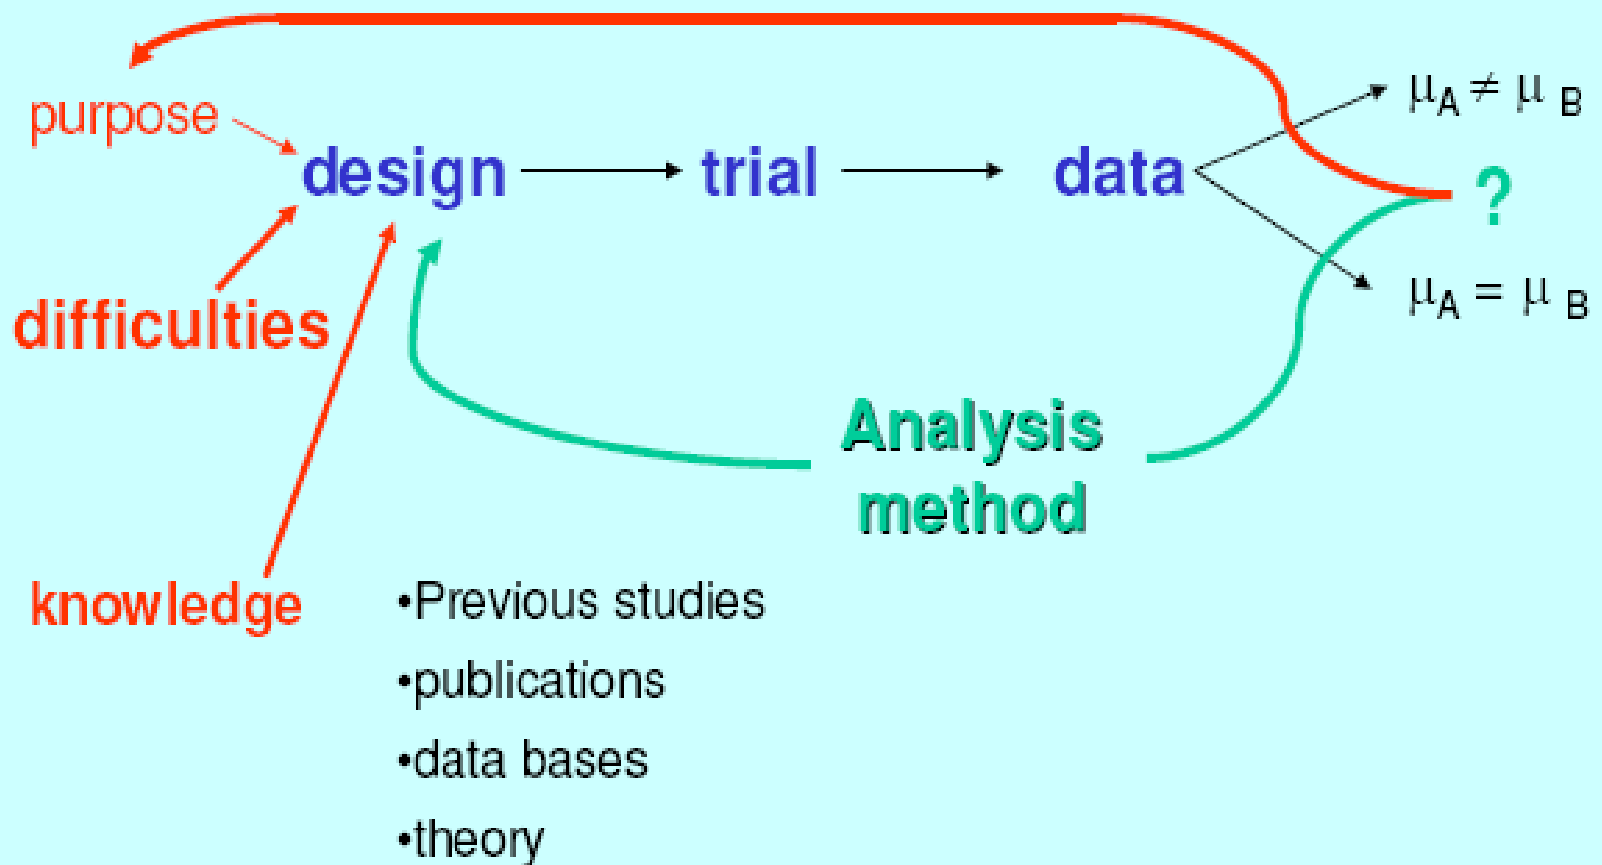 purpose
μA ≠ μ B
design
trial
data
?
μA = μ B
difficulties
Analysis
method
knowledge
•Previous studies
•publications
•data bases
•theory